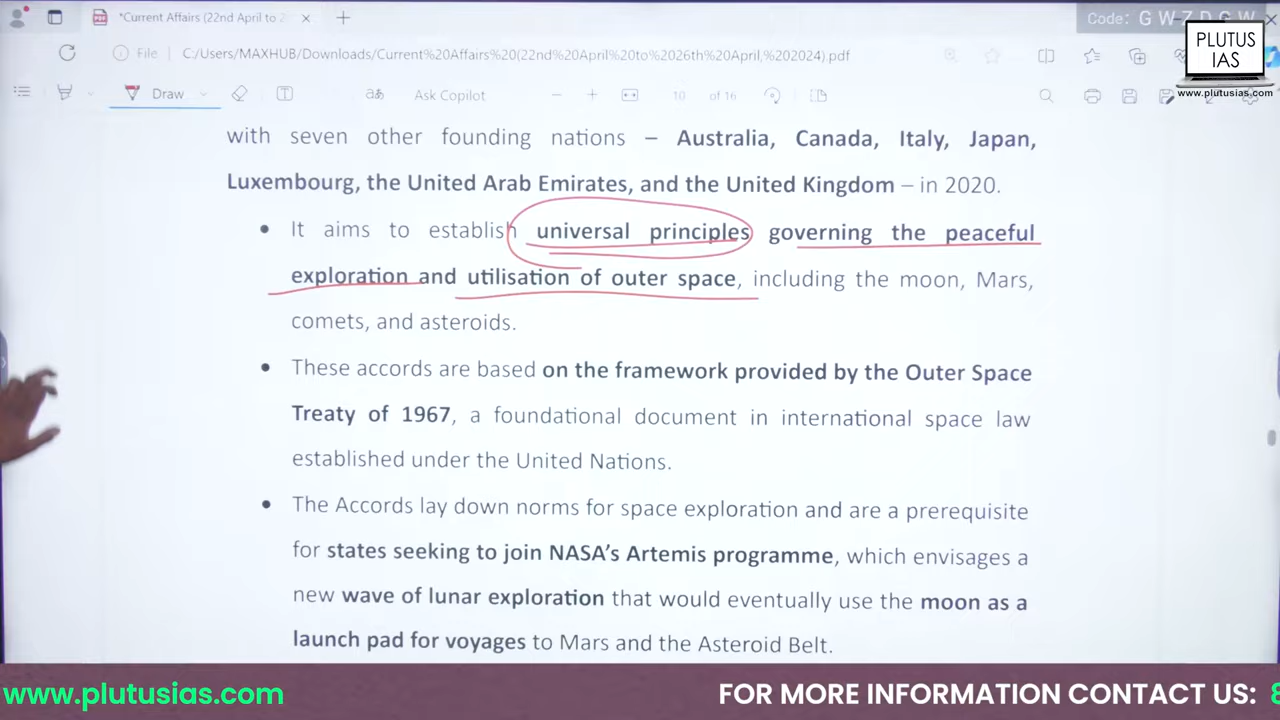 *Current Affairs (22nd April to 2
Code: G W Z D G W
File
C:/Users/MAXHUB/Downloads/Current%20Affairs%20(22nd%20April%20to%2026th%20April,%202024).pdf
PLUTUS
IAS
www.plutusias.com
Draw
Ask Copilot
10 of 16
with seven other founding nations – Australia, Canada, Italy, Japan,
Luxembourg, the United Arab Emirates, and the United Kingdom – in 2020.
• It aims to establish universal principles governing the peaceful
exploration and utilisation of outer space, including the moon, Mars,
comets, and asteroids.
• These accords are based on the framework provided by the Outer Space
Treaty of 1967, a foundational document in international space law
established under the United Nations.
• The Accords lay down norms for space exploration and are a prerequisite
for states seeking to join NASA’s Artemis programme, which envisages a
new wave of lunar exploration that would eventually use the moon as a
launch pad for voyages to Mars and the Asteroid Belt.
www.plutusias.com
FOR MORE INFORMATION CONTACT US: 8